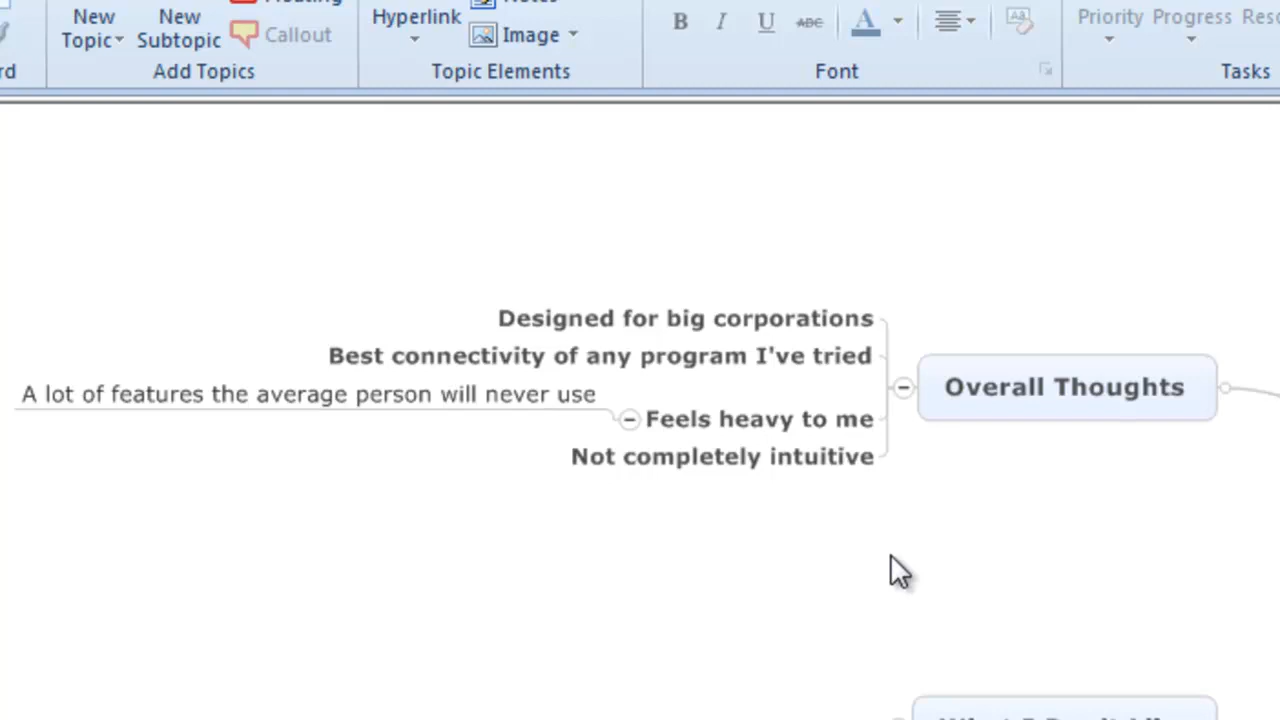 New Topic
New Subtopic
Callout
Hyperlink
Image
B I U ABC A
Priority Progress
Add Topics
Topic Elements
Font
Tasks
Designed for big corporations
Best connectivity of any program I've tried
A lot of features the average person will never use
Feels heavy to me
Not completely intuitive
Overall Thoughts